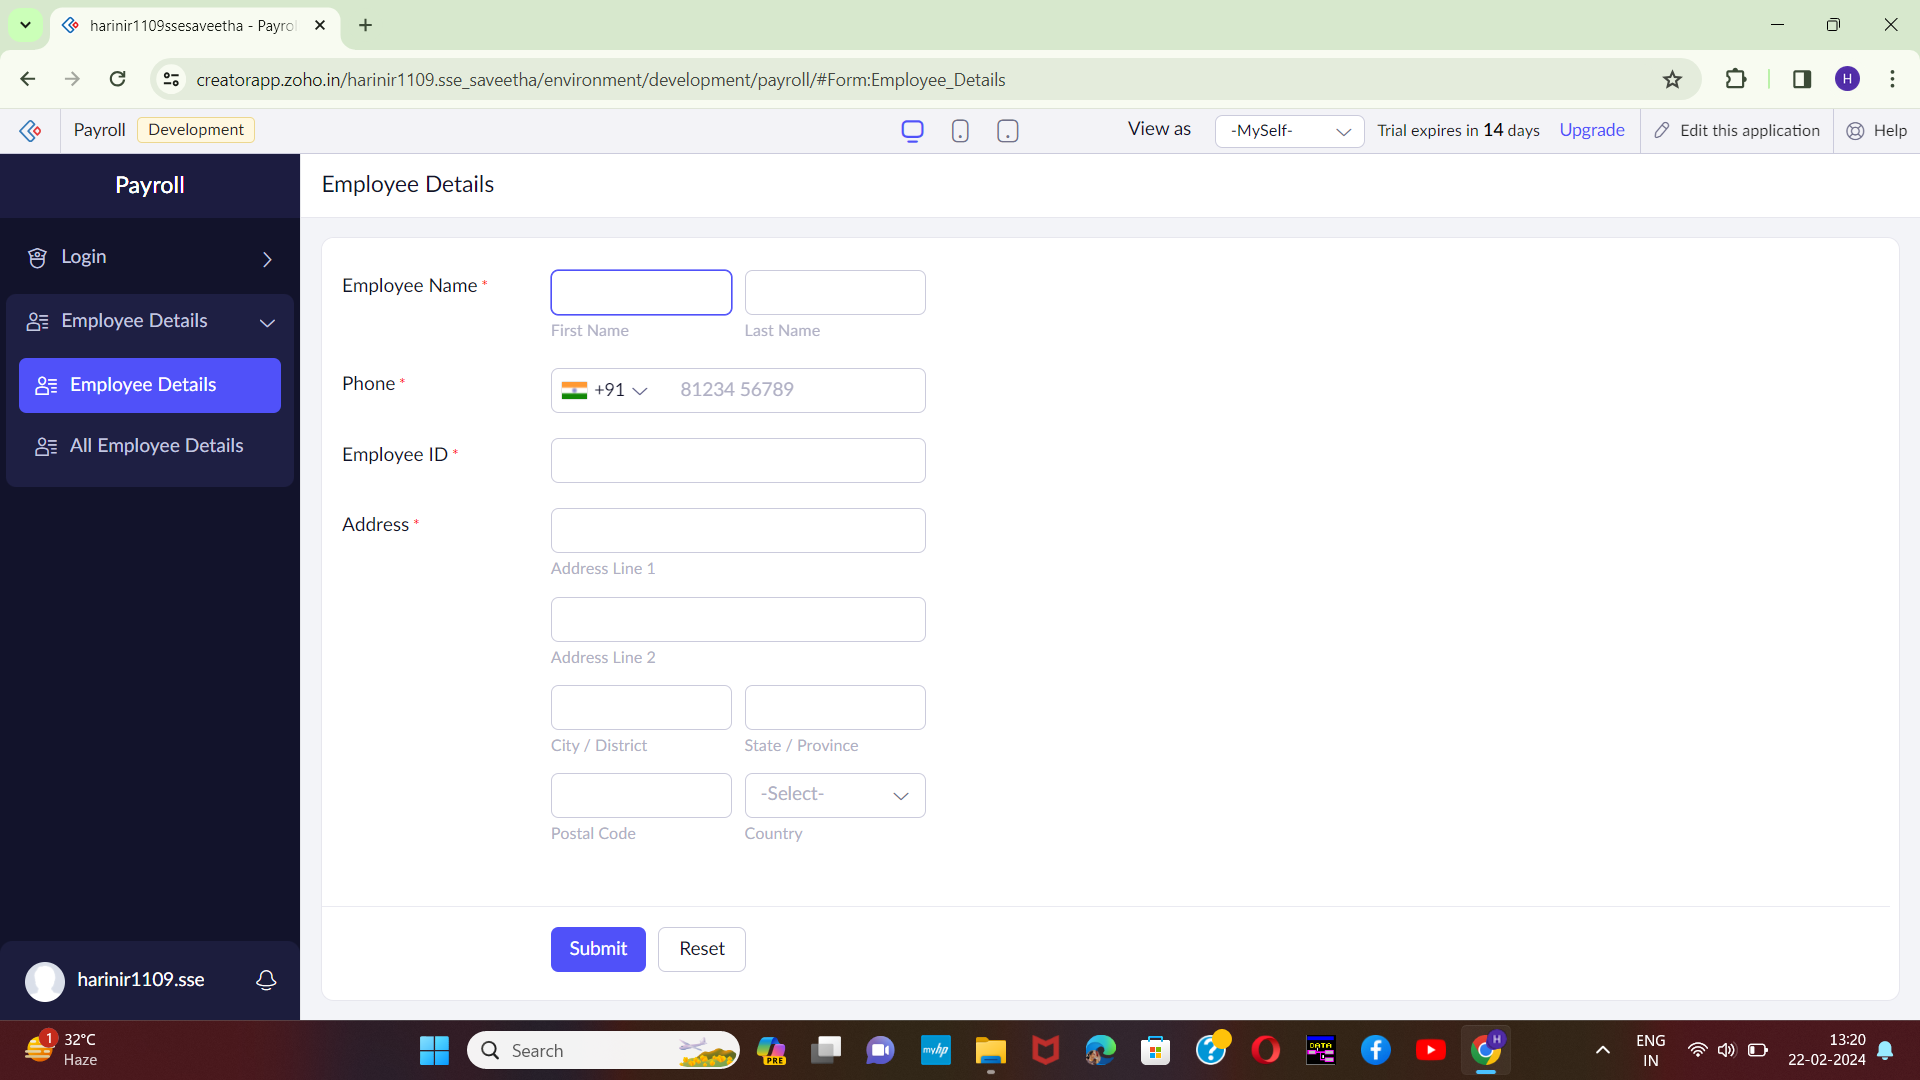 harinir1109ssesaveetha - Payrol
creatorapp.zoho.in/harinir1109.sse_saveetha/environment/development/payroll/#Form:Employee_Details
H
Payroll
Development
View as
-MySelf-
Trial expires in 14 days
Upgrade
Edit this application
Help
Payroll
Login
Employee Details
Employee Details
All Employee Details
harinir1109.sse
Employee Details
Employee Name *
First Name
Last Name
Phone *
+91
81234 56789
Employee ID *
Address *
Address Line 1
Address Line 2
City / District
State / Province
Postal Code
-Select-
Country
Submit
Reset
1
32°C
Haze
Search
PRE
myhp
DATA
H
ENG
IN
13:20
22-02-2024